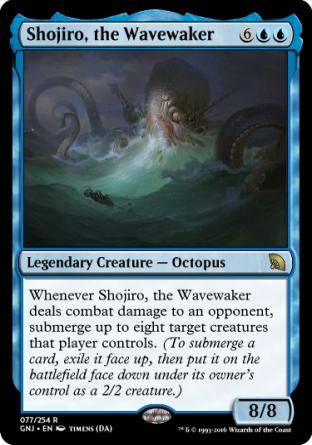 Shojiro, the Wavewaker 6
Legendary Creature — Octopus
Whenever Shojiro, the Wavewaker
deals combat damage to an opponent,
submerge up to eight target creatures
that player controls. (To submerge
a card, exile it face up, then put it on the
battlefield face down under its owner's
control as a 2/2 creature.)
8/8
077/254 R
GNJ • EN TIMENS (DA)
™ & © 1993-2016 Wizards of the Coast